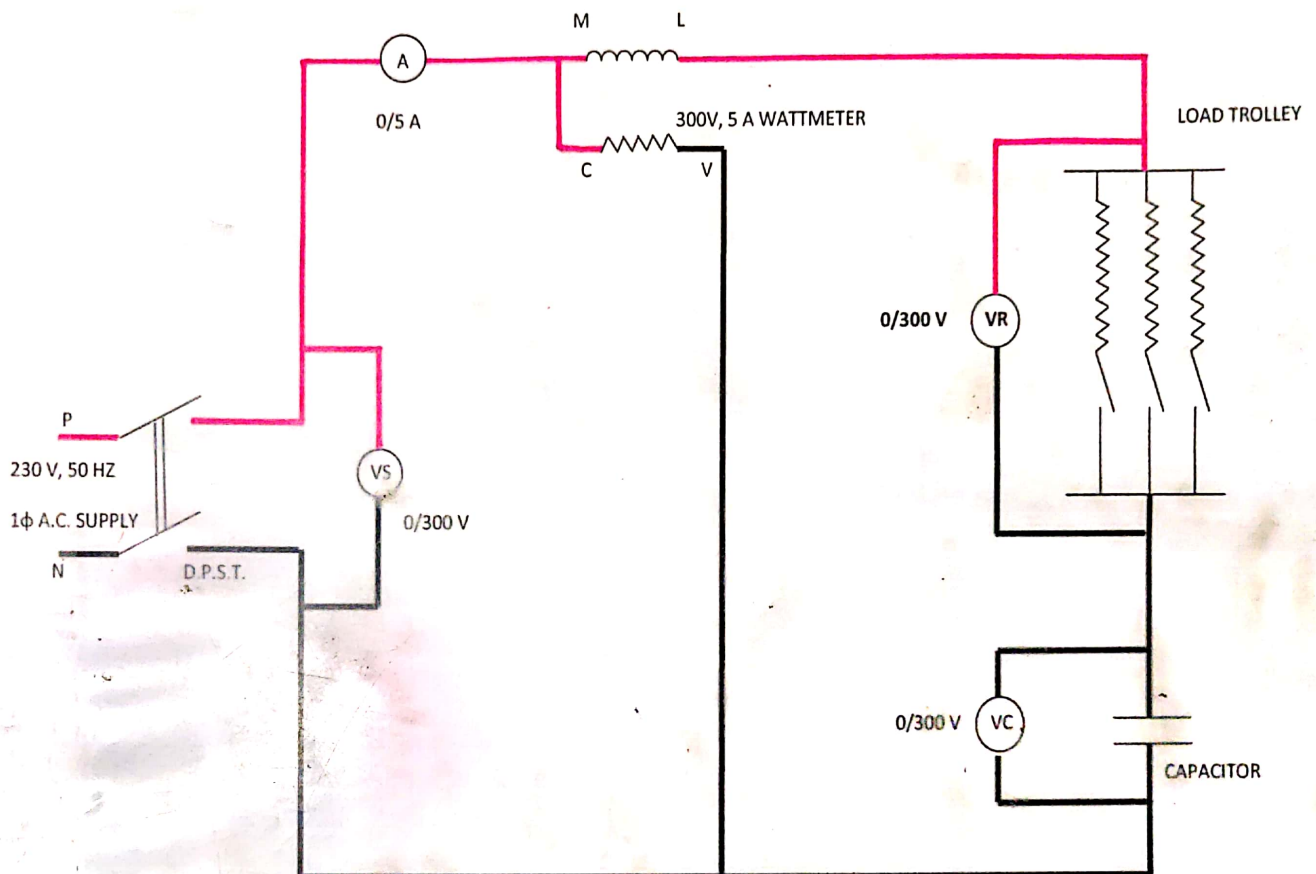 M
L
A
0/5 A
300V, 5 A WATTMETER
C
V
LOAD TROLLEY
0/300 V
VR
P
230 V, 50 HZ
1ϕ A.C. SUPPLY
N
D.P.S.T.
VS
0/300 V
0/300 V
VC
CAPACITOR